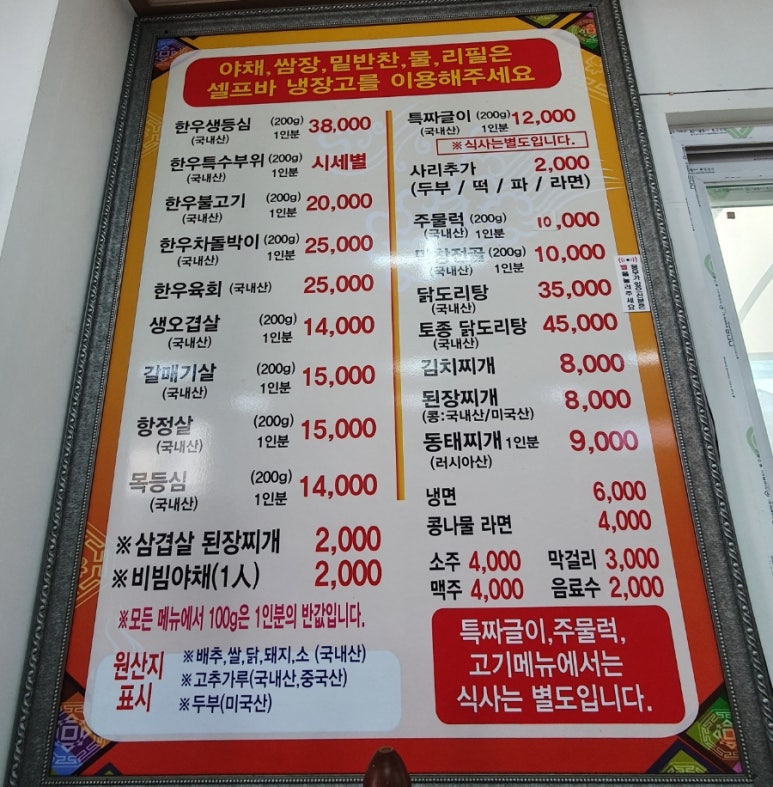 야채,쌈장,밑반찬,물,리필은
셀프바 냉장고를 이용해주세요
한우생등심 (200g) 1인분 38,000
(국내산)
한우특수부위 (200g) 1인분 시세별
(국내산)
한우불고기 (200g) 1인분 20,000
(국내산)
한우차돌박이 (200g) 1인분 25,000
(국내산)
한우육회 (국내산) 25,000
생오겹살 (200g) 1인분 14,000
(국내산)
갈매기살 (200g) 1인분 15,000
(국내산)
항정살 (200g) 1인분 15,000
(국내산)
목등심 (200g) 1인분 14,000
(국내산)
※삼겹살 된장찌개 2,000
※비빔야채(1人) 2,000
※모든 메뉴에서 100g은 1인분의 반값입니다.
원산지
표시
※배추,쌀,닭,돼지,소 (국내산)
※고추가루(국내산,중국산)
※두부(미국산)
특짜글이 (200g) 1인분 12,000
(국내산)
※식사는별도입니다.
사리추가 2,000
(두부 / 떡 / 파 / 라면)
주물럭 (200g) 1인분 10,000
(국내산)
(200g) 1인분 10,000
(국내산)
닭도리탕 35,000
(국내산)
토종 닭도리탕 45,000
(국내산)
김치찌개 8,000
된장찌개 8,000
(콩:국내산/미국산)
동태찌개 1인분 9,000
(러시아산)
냉면 6,000
콩나물 라면 4,000
소주 4,000 막걸리 3,000
맥주 4,000 음료수 2,000
특짜글이,주물럭,
고기메뉴에서는
식사는 별도입니다.